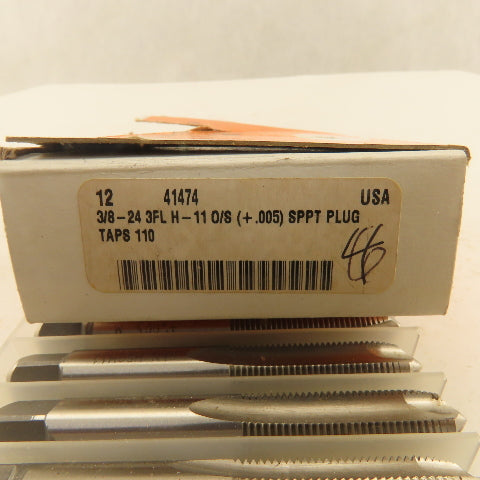 12 41474 USA
3/8-24 3FL H-11 O/S (+.005) SPPT PLUG
TAPS 110
46